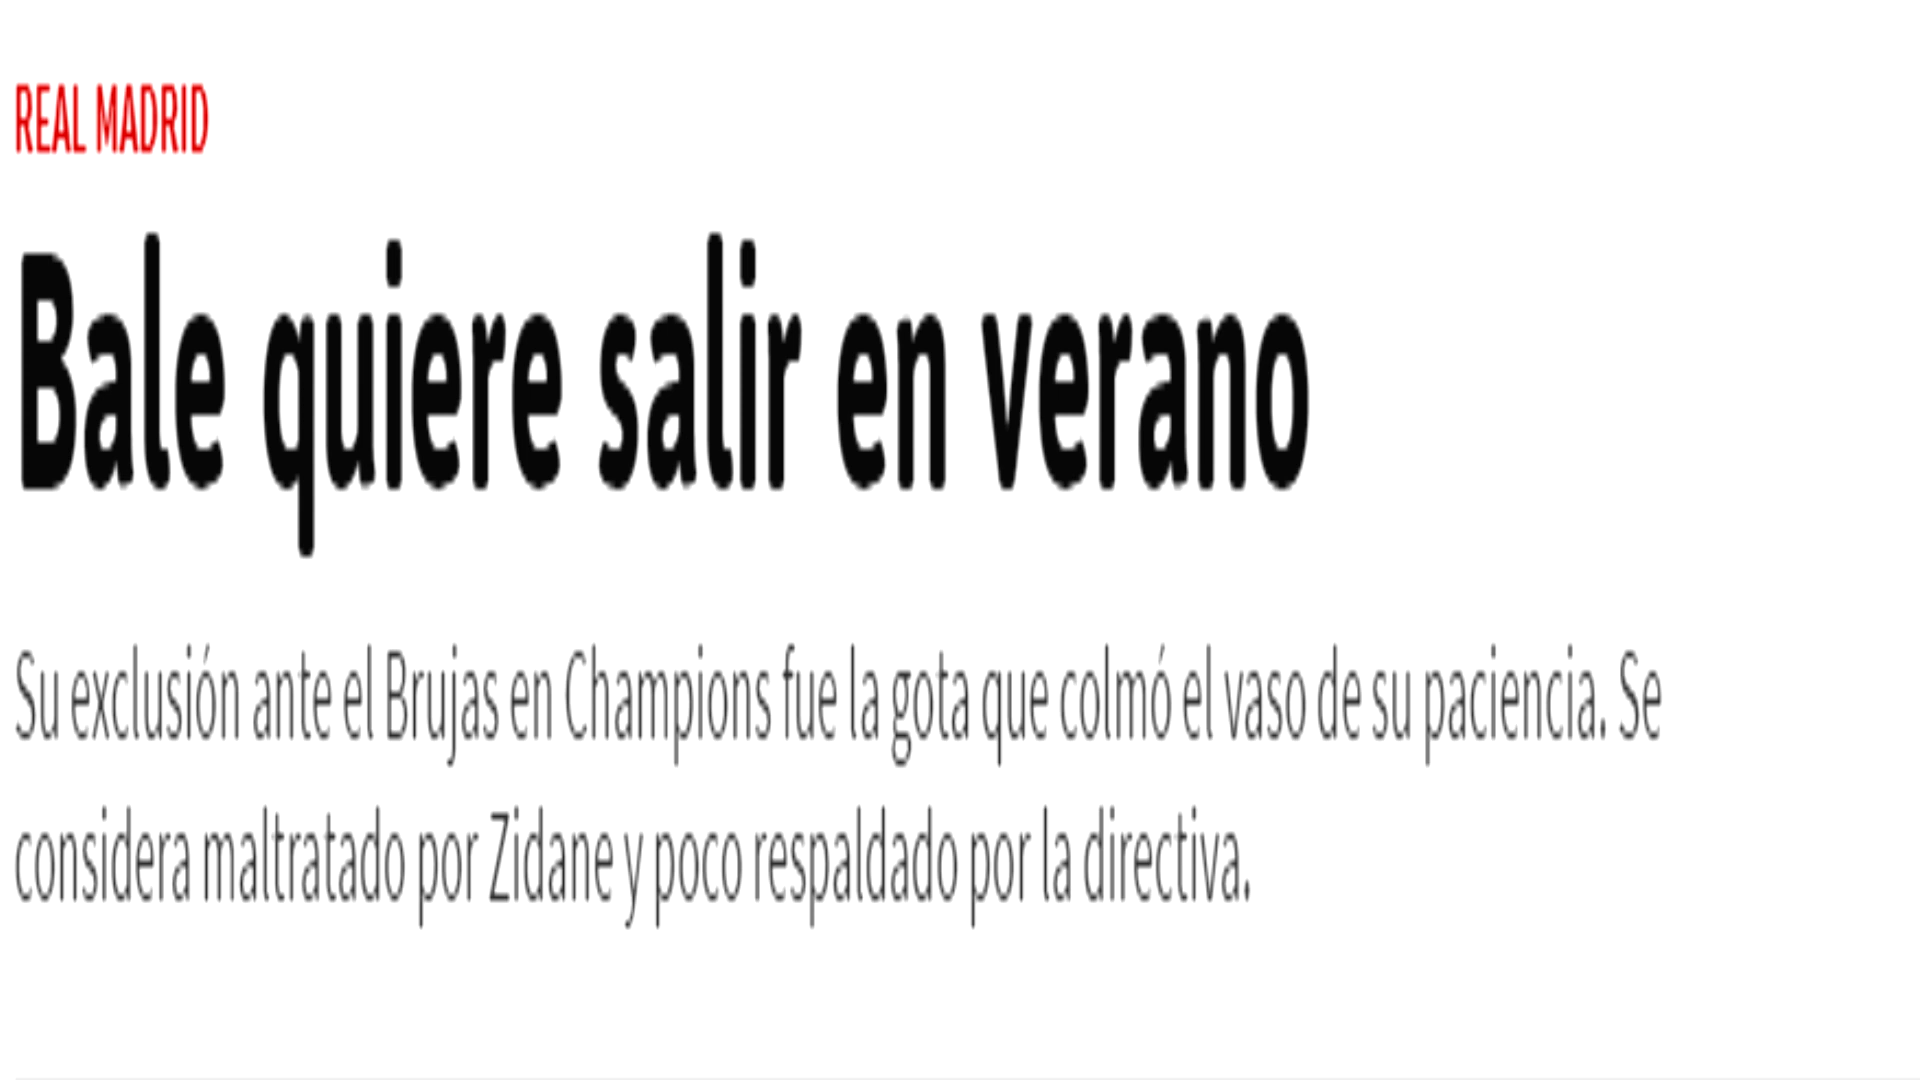 REAL MADRID
Bale quiere salir en verano
Su exclusión ante el Brujas en Champions fue la gota que colmó el vaso de su paciencia. Se
considera maltratado por Zidane y poco respaldado por la directiva.